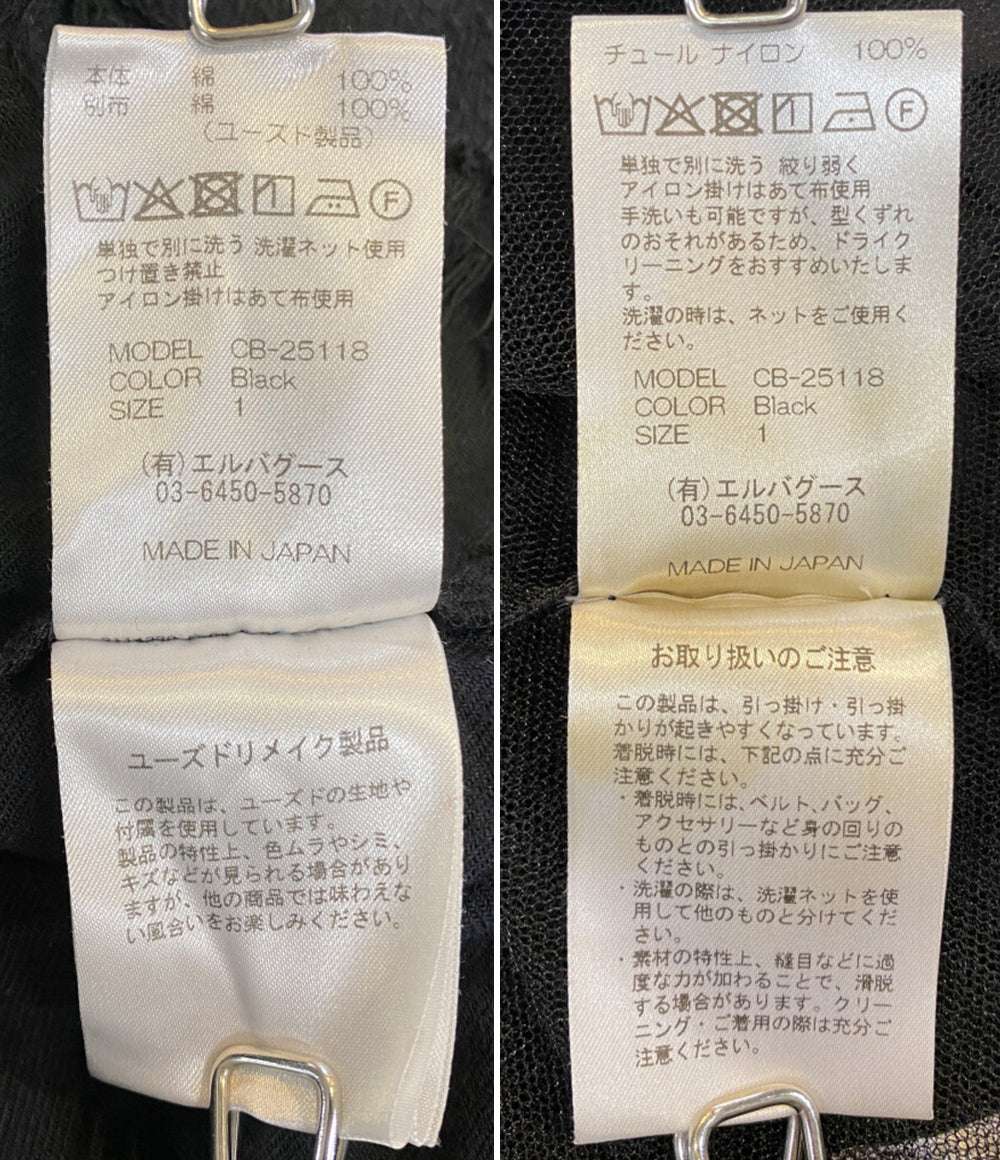 本体 綿 100%
別布 綿 100%
(ユーズド製品)
F
単独で別に洗う 洗濯ネット使用
つけ置き禁止
アイロン掛けはあて布使用
MODEL CB-25118
COLOR Black
SIZE 1
(有)エルバグース
03-6450-5870
MADE IN JAPAN
ユーズドリメイク製品
この製品は、ユーズドの生地や
付属を使用しています。
製品の特性上、色ムラやシミ、
キズなどが見られる場合があり
ますが、他の商品では味わえな
い風合いをお楽しみください。
チュール ナイロン 100%
F
単独で別に洗う 絞り弱く
アイロン掛けはあて布使用
手洗いも可能ですが、型くずれ
のおそれがあるため、ドライク
リーニングをおすすめいたしま
す。
洗濯の時は、ネットをご使用く
ださい。
MODEL CB-25118
COLOR Black
SIZE 1
(有)エルバグース
03-6450-5870
MADE IN JAPAN
お取り扱いのご注意
この製品は、引っ掛け・引っ掛
かりが起きやすくなっています。
着脱時には、下記の点に充分ご
注意ください。
・着脱時には、ベルト、バッグ、
アクセサリーなど身の回りの
ものとの引っ掛かりにご注意
ください。
・洗濯の際は、洗濯ネットを使
用して他のものと分けてくだ
さい。
・素材の特性上、縫目などに過
度な力が加わることで、滑脱
する場合があります。クリー
ニング・ご着用の際は充分ご
注意ください。